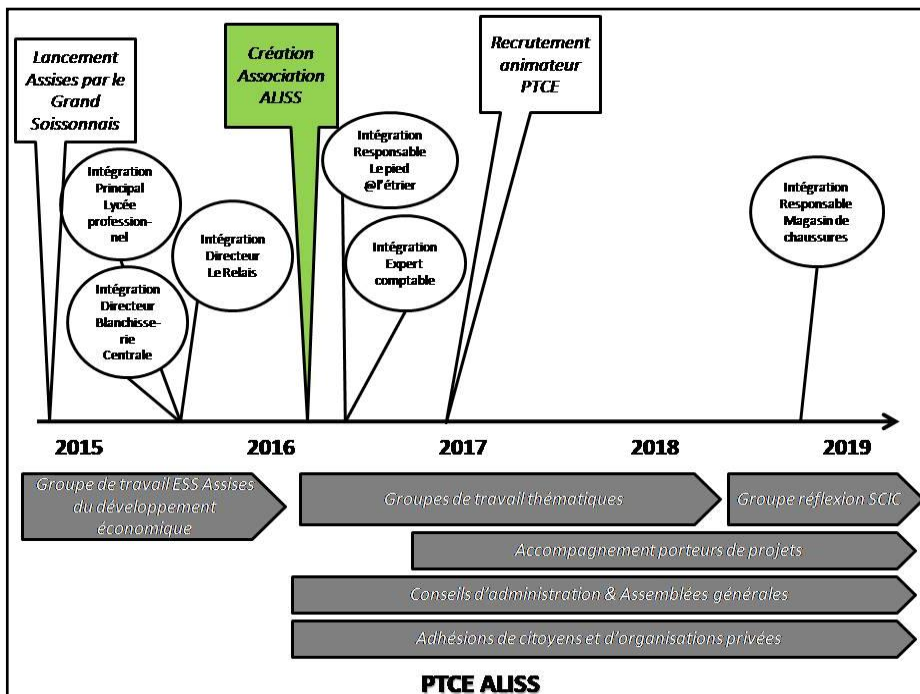 Lancement
Assises par le
Grand
Soissonnais
Création
Association
ALISS
Recrutement
animateur
PTCE
Intégration
Principal
Lycée
profession-
nel
Intégration
Directeur
Blanchisse-
rie
Centrale
Intégration
Directeur
Le Relais
Intégration
Responsable
Le pied
@l'étrier
Intégration
Expert
comptable
Intégration
Responsable
Magasin de
chaussures
2015
2016
2017
2018
2019
Groupe de travail ESS Assises
du développement
économique
Groupes de travail thématiques
Groupe réflexion SCIC
Accompagnement porteurs de projets
Conseils d'administration & Assemblées générales
Adhésions de citoyens et d'organisations privées
PTCE ALISS